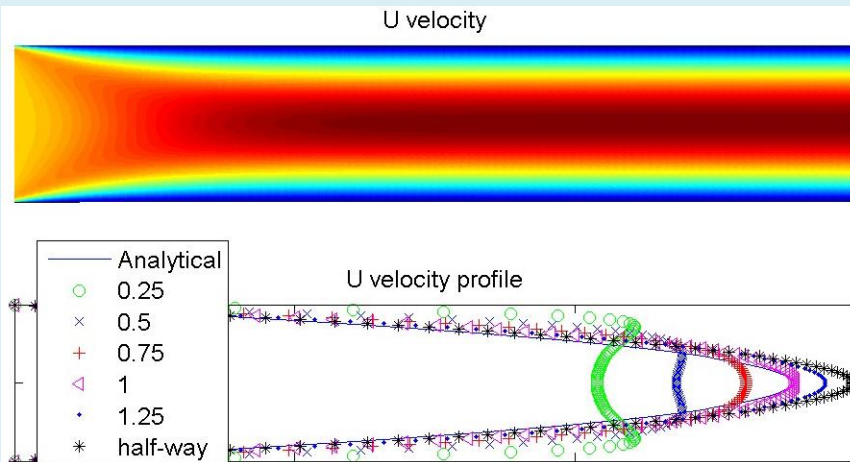 U velocity
U velocity profile
Analytical
0.25
0.5
0.75
1
1.25
half-way